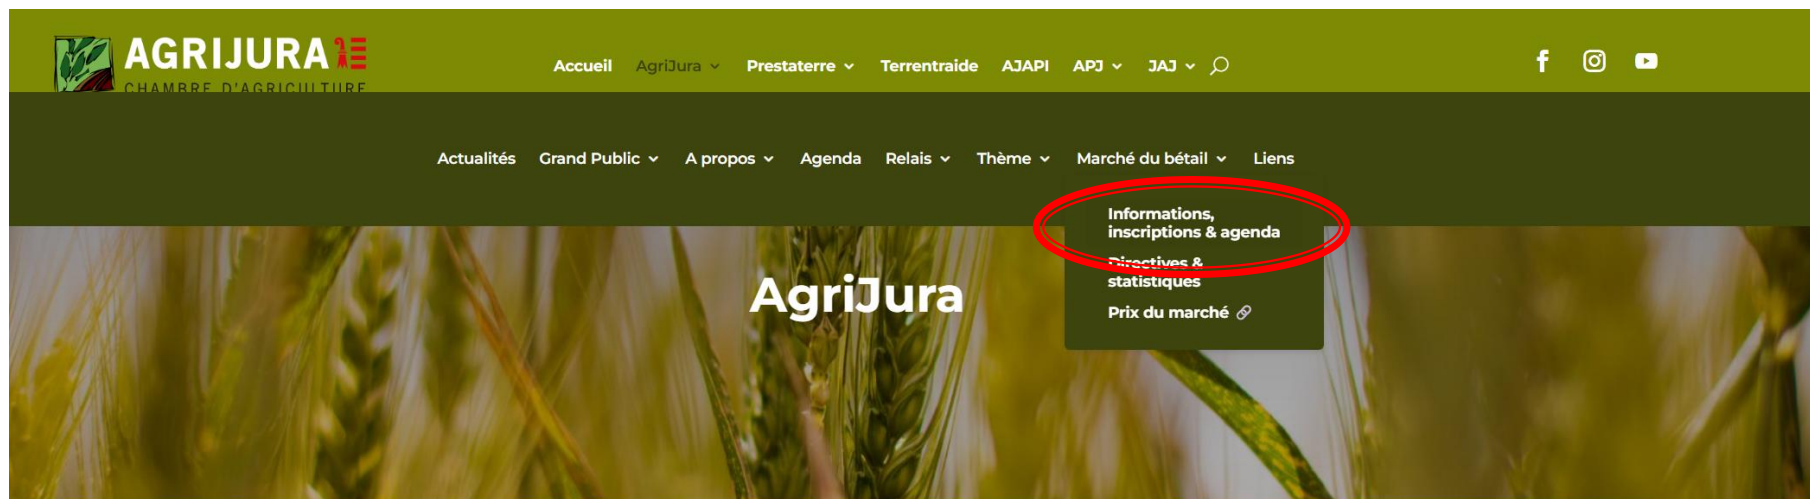 AGRIJURA
CHAMBRE D'AGRICULTURE
Accueil AgriJura Prestaterre Terrentraide AJAPI APJ JAJ
Actualités Grand Public A propos Agenda Relais Thème Marché du bétail Liens
Informations,
inscriptions & agenda
Directives &
statistiques
Prix du marché
AgriJura